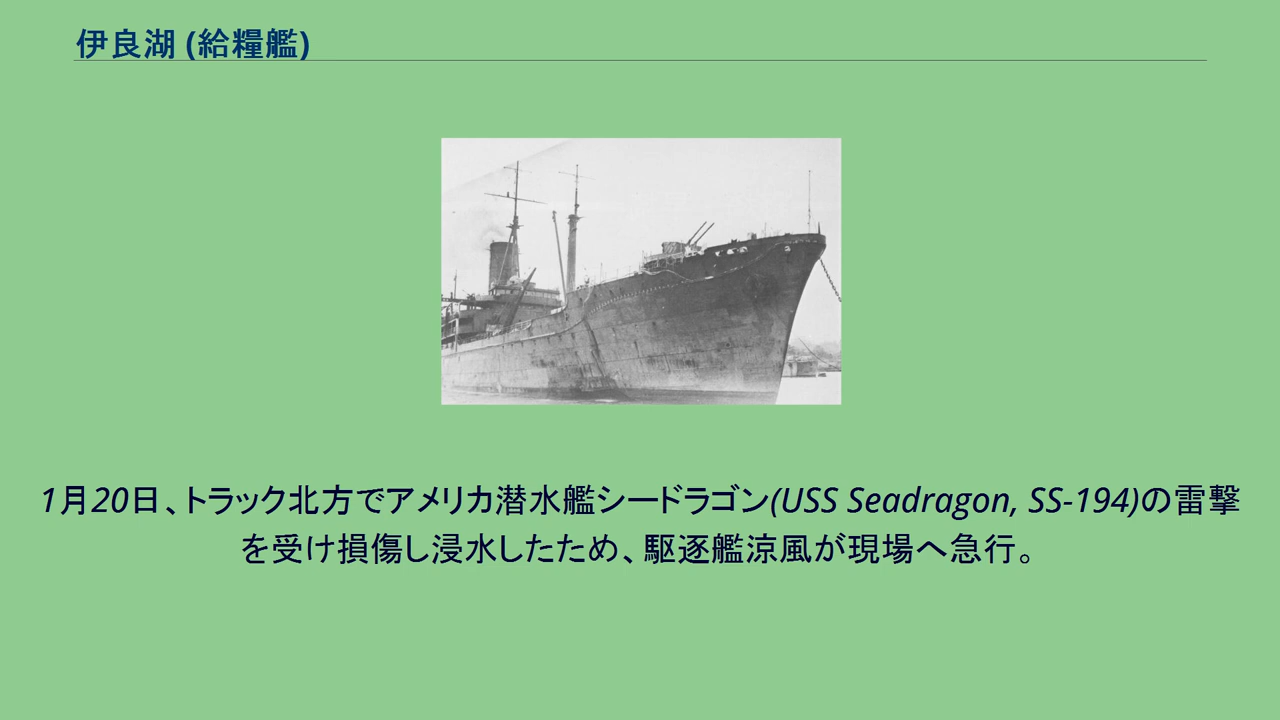 伊良湖 (給糧艦)
1月20日、トラック北方でアメリカ潜水艦シードラゴン(USS Seadragon, SS-194)の雷撃
を受け損傷し浸水したため、駆逐艦涼風が現場へ急行。